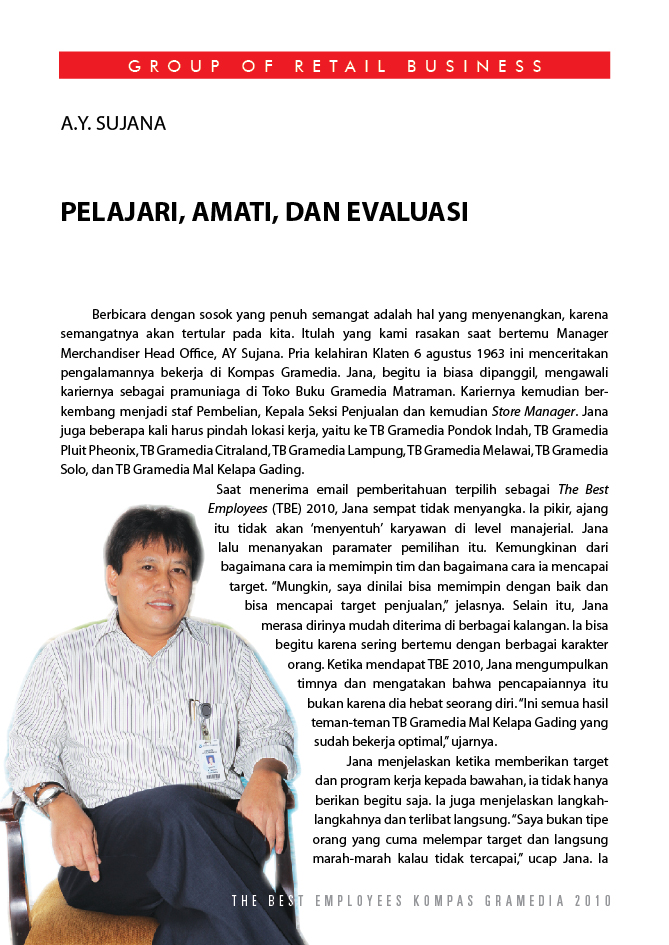 GROUP OF RETAIL BUSINESS
A.Y. SUJANA
PELAJARI, AMATI, DAN EVALUASI
Berbicara dengan sosok yang penuh semangat adalah hal yang menyenangkan, karena
semangatnya akan tertular pada kita. Itulah yang kami rasakan saat bertemu Manager
Merchandiser Head Office, AY Sujana. Pria kelahiran Klaten 6 agustus 1963 ini menceritakan
pengalamannya bekerja di Kompas Gramedia. Jana, begitu ia biasa dipanggil, mengawali
kariernya sebagai pramuniaga di Toko Buku Gramedia Matraman. Kariernya kemudian ber-
kembang menjadi staf Pembelian, Kepala Seksi Penjualan dan kemudian Store Manager. Jana
juga beberapa kali harus pindah lokasi kerja, yaitu ke TB Gramedia Pondok Indah, TB Gramedia
Pluit Pheonix, TB Gramedia Citraland, TB Gramedia Lampung, TB Gramedia Melawai, TB Gramedia
Solo, dan TB Gramedia Mal Kelapa Gading.
Saat menerima email pemberitahuan terpilih sebagai The Best
Employees (TBE) 2010, Jana sempat tidak menyangka. Ia pikir, ajang
itu tidak akan ‘menyentuh’ karyawan di level manajerial. Jana
lalu menanyakan paramater pemilihan itu. Kemungkinan dari
bagaimana cara ia memimpin tim dan bagaimana cara ia mencapai
target. “Mungkin, saya dinilai bisa memimpin dengan baik dan
bisa mencapai target penjualan,” jelasnya. Selain itu, Jana
merasa dirinya mudah diterima di berbagai kalangan. Ia bisa
begitu karena sering bertemu dengan berbagai karakter
orang. Ketika mendapat TBE 2010, Jana mengumpulkan
timnya dan mengatakan bahwa pencapaiannya itu
bukan karena dia hebat seorang diri. “Ini semua hasil
teman-teman TB Gramedia Mal Kelapa Gading yang
sudah bekerja optimal,” ujarnya.
Jana menjelaskan ketika memberikan target
dan program kerja kepada bawahan, ia tidak hanya
berikan begitu saja. Ia juga menjelaskan langkah-
langkahnya dan terlibat langsung. “Saya bukan tipe
orang yang cuma melempar target dan langsung
marah-marah kalau tidak tercapai,” ucap Jana. Ia
THE BEST EMPLOYEES KOMPAS GRAMEDIA 2010